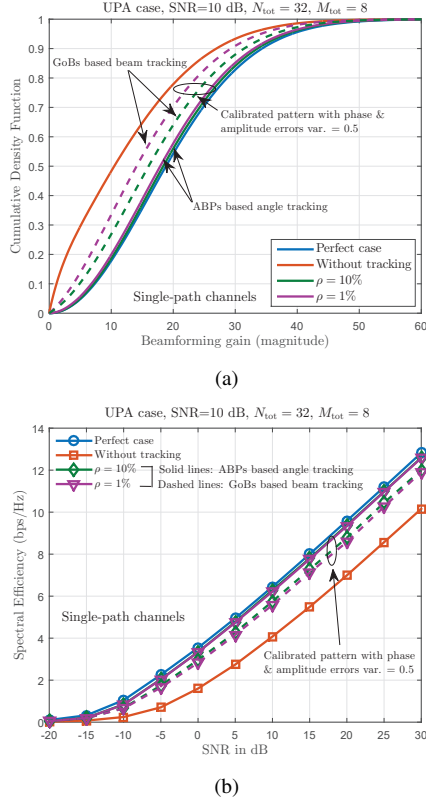 UPA case, SNR=10 dB, N_tot = 32, M_tot = 8
1
0.9
0.8
0.7
0.6
0.5
0.4
0.3
0.2
0.1
0
Cumulative Density Function
GoBs based beam tracking
Calibrated pattern with phase &
amplitude errors var. = 0.5
ABPs based angle tracking
Perfect case
Without tracking
ρ = 10%
ρ = 1%
Single-path channels
0 10 20 30 40 50 60
Beamforming gain (magnitude)
(a)
UPA case, SNR=10 dB, N_tot = 32, M_tot = 8
14
12
10
8
6
4
2
0
Spectral Efficiency (bps/Hz)
Perfect case
Without tracking
ρ = 10% Solid lines: ABPs based angle tracking
ρ = 1% Dashed lines: GoBs based beam tracking
Single-path channels
Calibrated pattern with phase
& amplitude errors var. = 0.5
-20 -15 -10 -5 0 5 10 15 20 25 30
SNR in dB
(b)